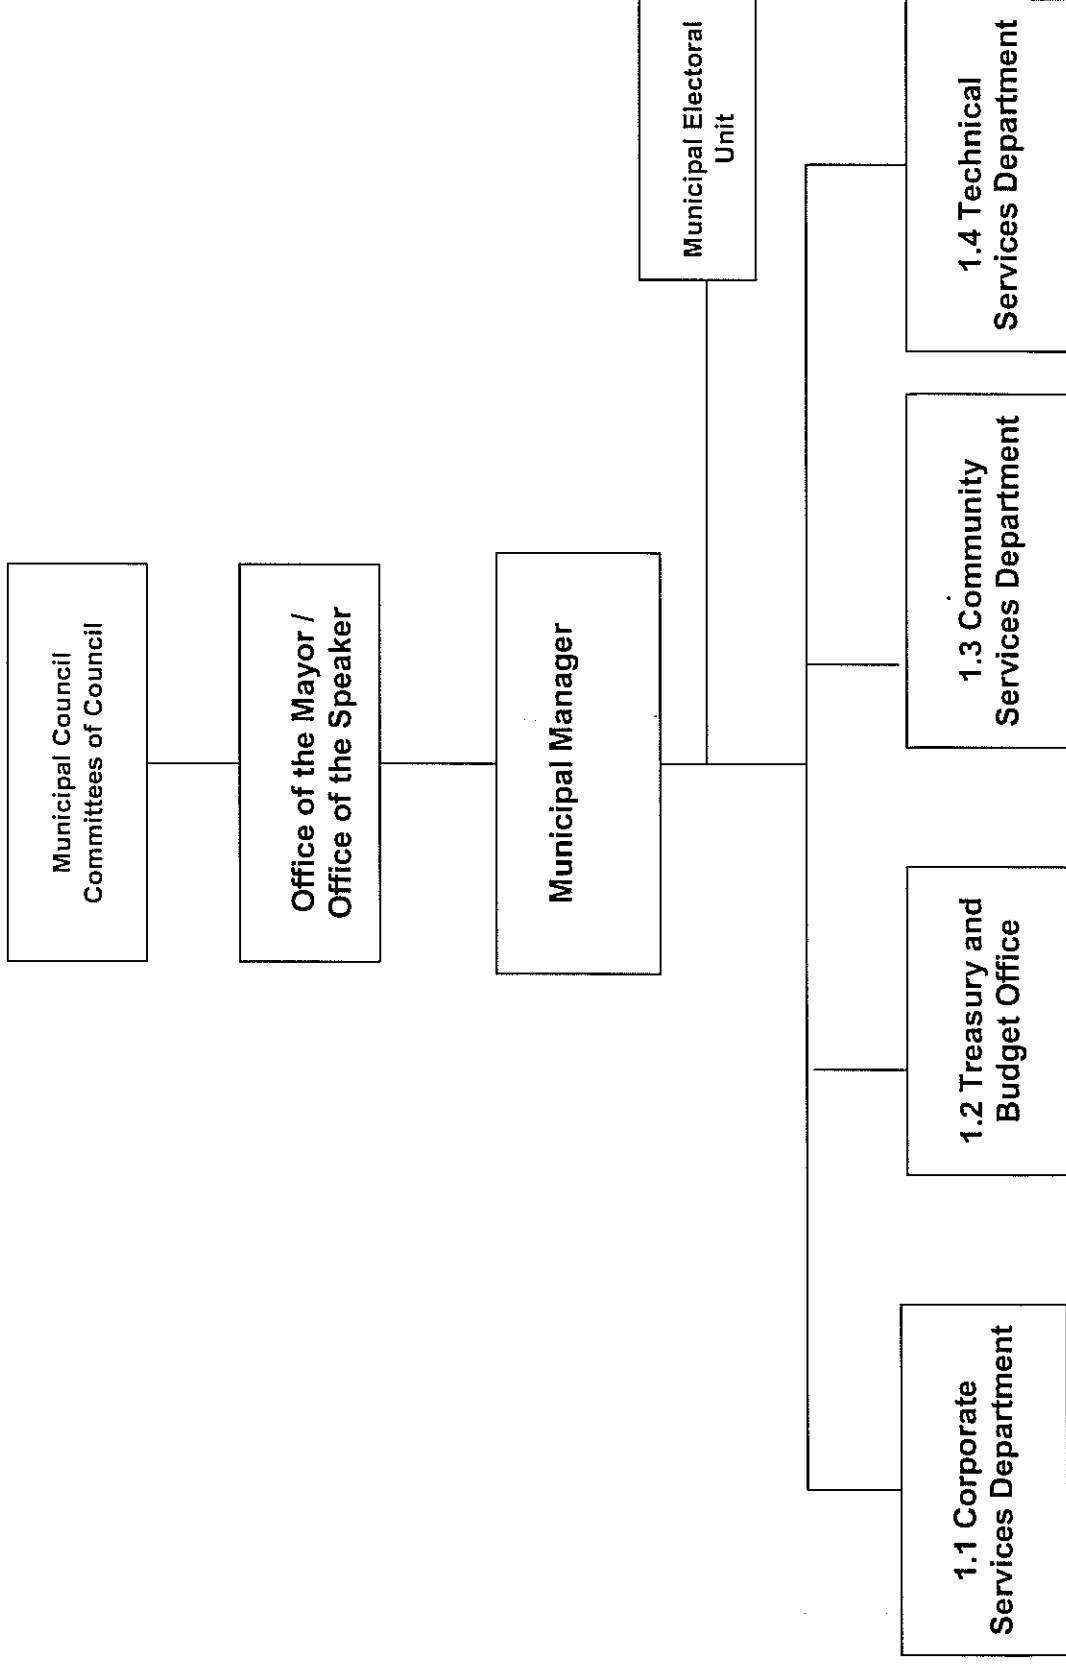 Municipal Council
Committees of Council
Office of the Mayor /
Office of the Speaker
Municipal Manager
Municipal Electoral
Unit
1.1 Corporate
Services Department
1.2 Treasury and
Budget Office
1.3 Community
Services Department
1.4 Technical
Services Department